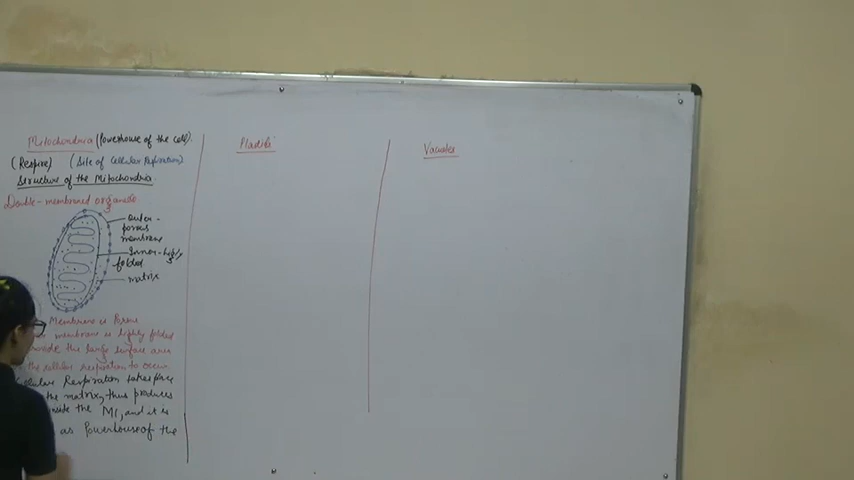 Mitochondria (Powerhouse of the cell)
(Respire) (Site of Cellular Respiration)
Structure of the Mitochondria
Double-membraned organelle
outer-
porous
membrane
Inner-highly
folded
matrix
Membrane is Porous
membrane is highly folded
the large surface area
the cellular respiration to occur
Cellular Respiration takes place
the matrix, thus produces
the M, and it is
as Powerhouse of the
Plastids
Vacuoles